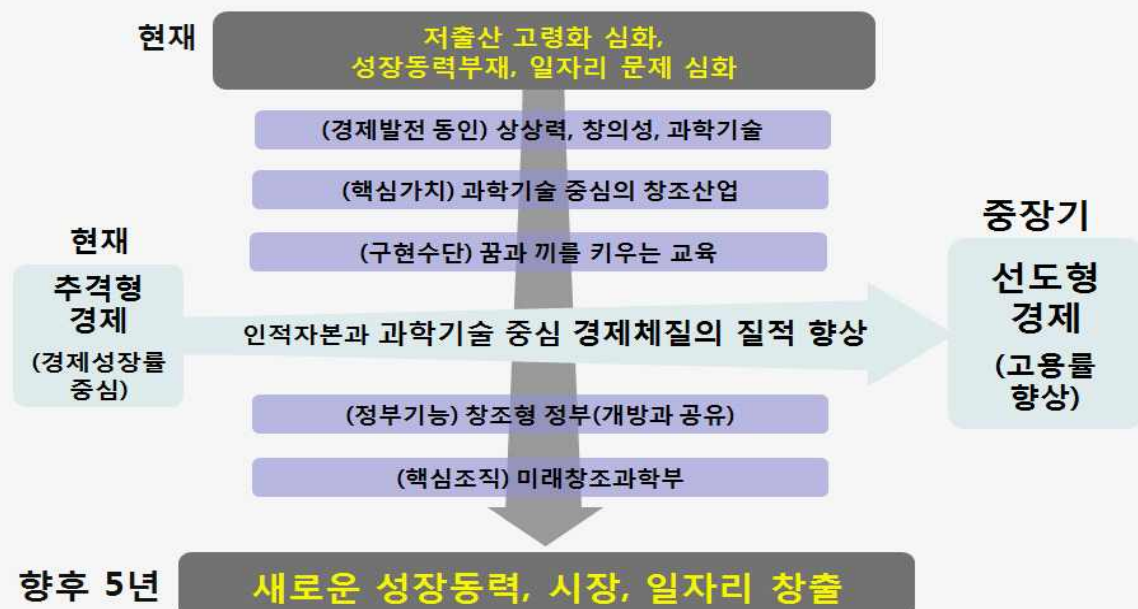 현재
저출산 고령화 심화,
성장동력부재, 일자리 문제 심화
(경제발전 동인) 상상력, 창의성, 과학기술
(핵심가치) 과학기술 중심의 창조산업
(구현수단) 꿈과 끼를 키우는 교육
현재
추격형
경제
(경제성장률
중심)
인적자본과 과학기술 중심 경제체질의 질적 향상
중장기
선도형
경제
(고용률
향상)
(정부기능) 창조형 정부(개방과 공유)
(핵심조직) 미래창조과학부
향후 5년
새로운 성장동력, 시장, 일자리 창출